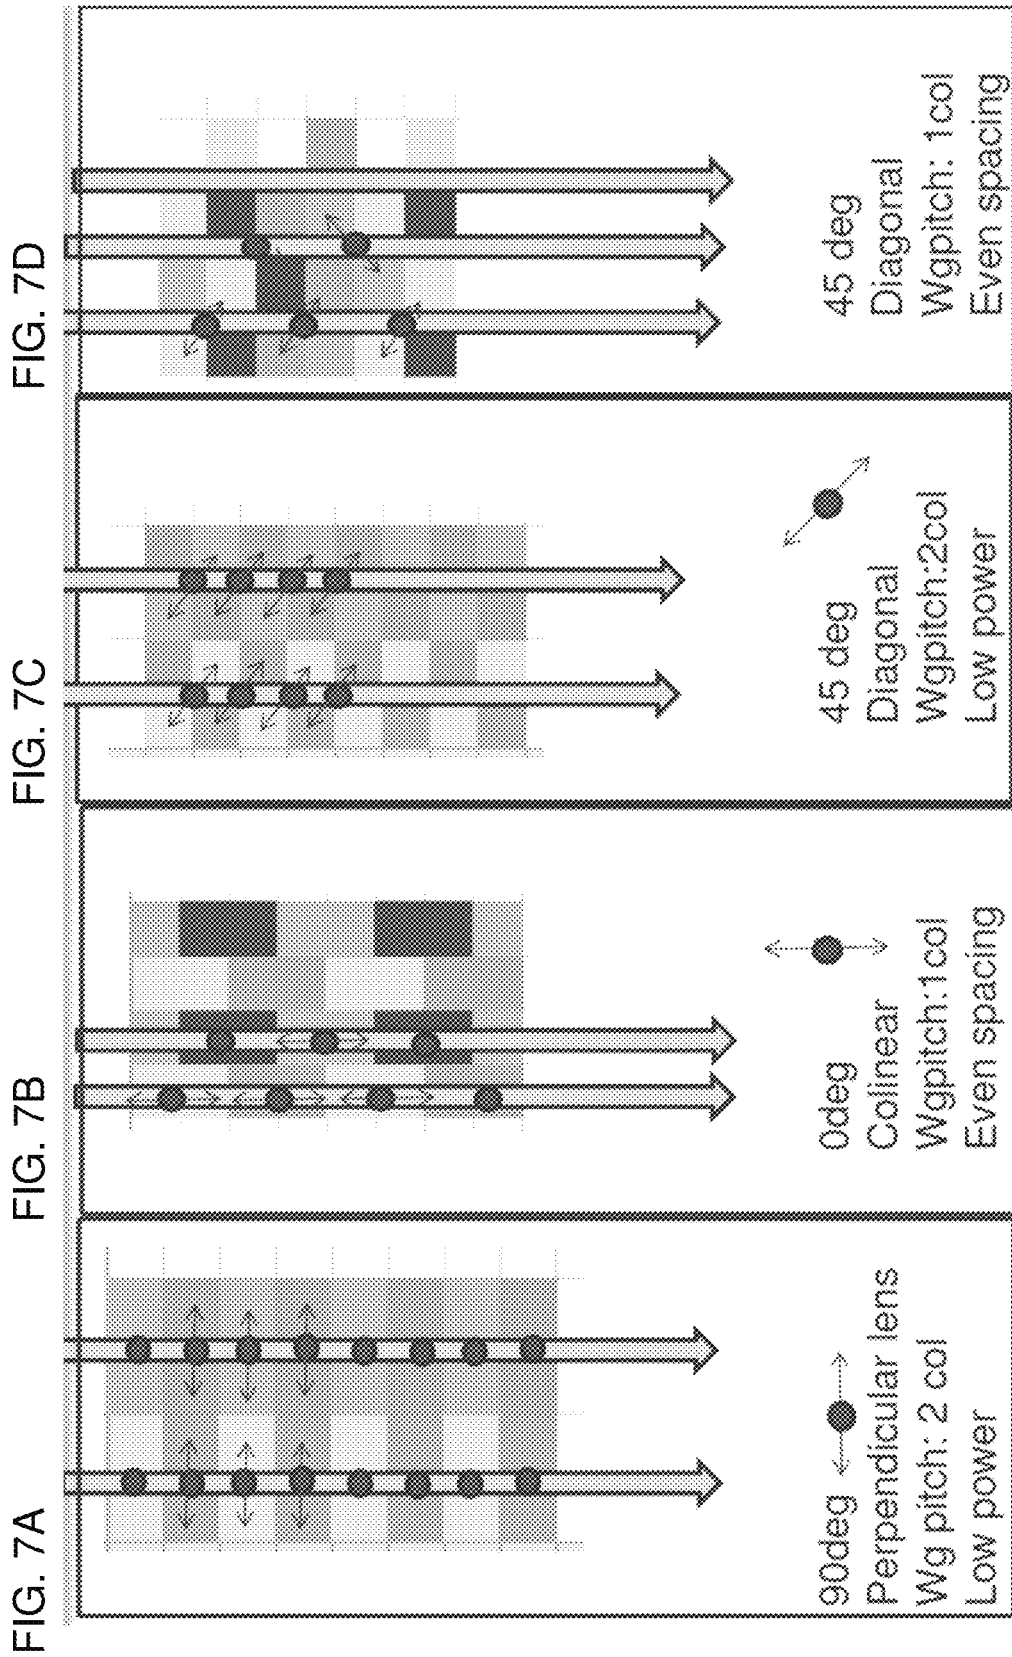 FIG. 7A
90deg
Perpendicular lens
Wg pitch: 2 col
Low power
FIG. 7B
0deg
Colinear
Wgpitch:1col
Even spacing
FIG. 7C
45 deg
Diagonal
Wgpitch:2col
Low power
FIG. 7D
45 deg
Diagonal
Wgpitch: 1col
Even spacing